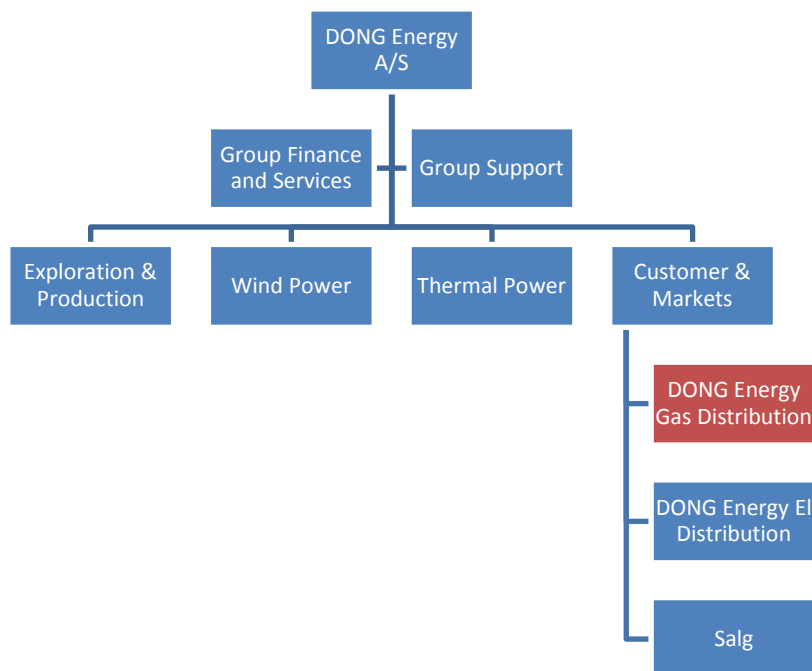 DONG Energy
A/S
Group Finance
and Services
Group Support
Exploration &
Production
Wind Power
Thermal Power
Customer &
Markets
DONG Energy
Gas Distribution
DONG Energy El
Distribution
Salg